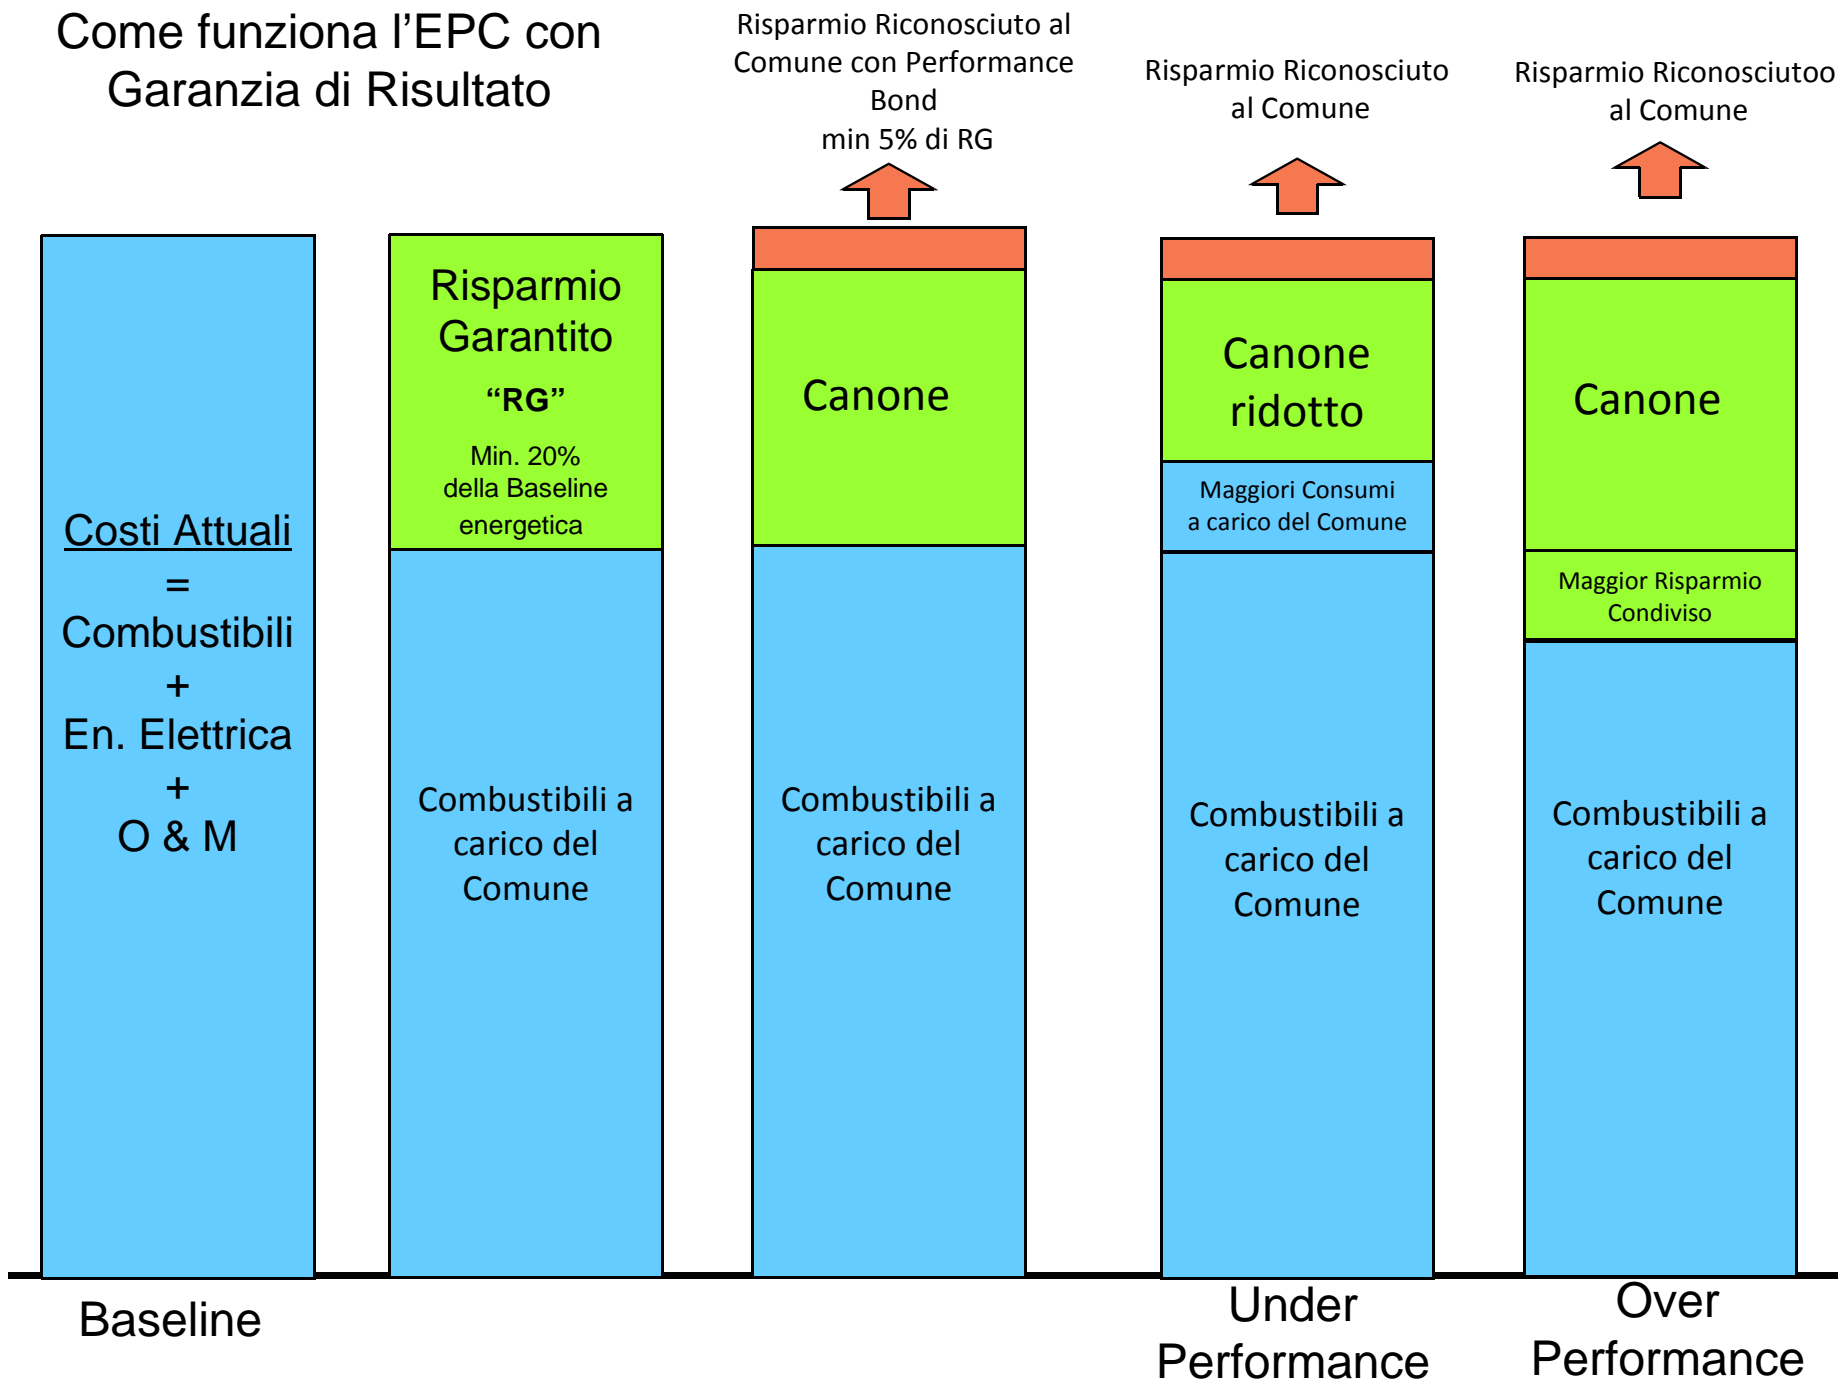 Come funziona l’EPC con
Garanzia di Risultato
Risparmio Riconosciuto al
Comune con Performance
Bond
min 5% di RG
Risparmio Riconosciuto
al Comune
Risparmio Riconosciutoo
al Comune
Costi Attuali
=
Combustibili
+
En. Elettrica
+
O & M
Risparmio
Garantito
“RG”
Min. 20%
della Baseline
energetica
Combustibili a
carico del
Comune
Canone
Combustibili a
carico del
Comune
Canone
ridotto
Maggiori Consumi
a carico del Comune
Combustibili a
carico del
Comune
Canone
Maggior Risparmio
Condiviso
Combustibili a
carico del
Comune
Baseline
Under
Performance
Over
Performance